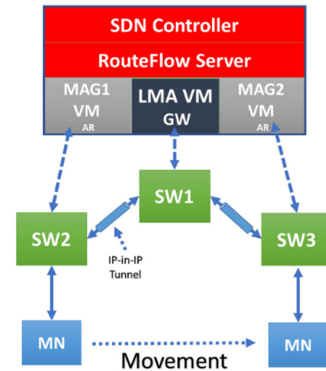 SDN Controller
RouteFlow Server
MAG1
VM
AR
LMA VM
GW
MAG2
VM
AR
SW1
SW2
SW3
IP-in-IP
Tunnel
MN
MN
Movement